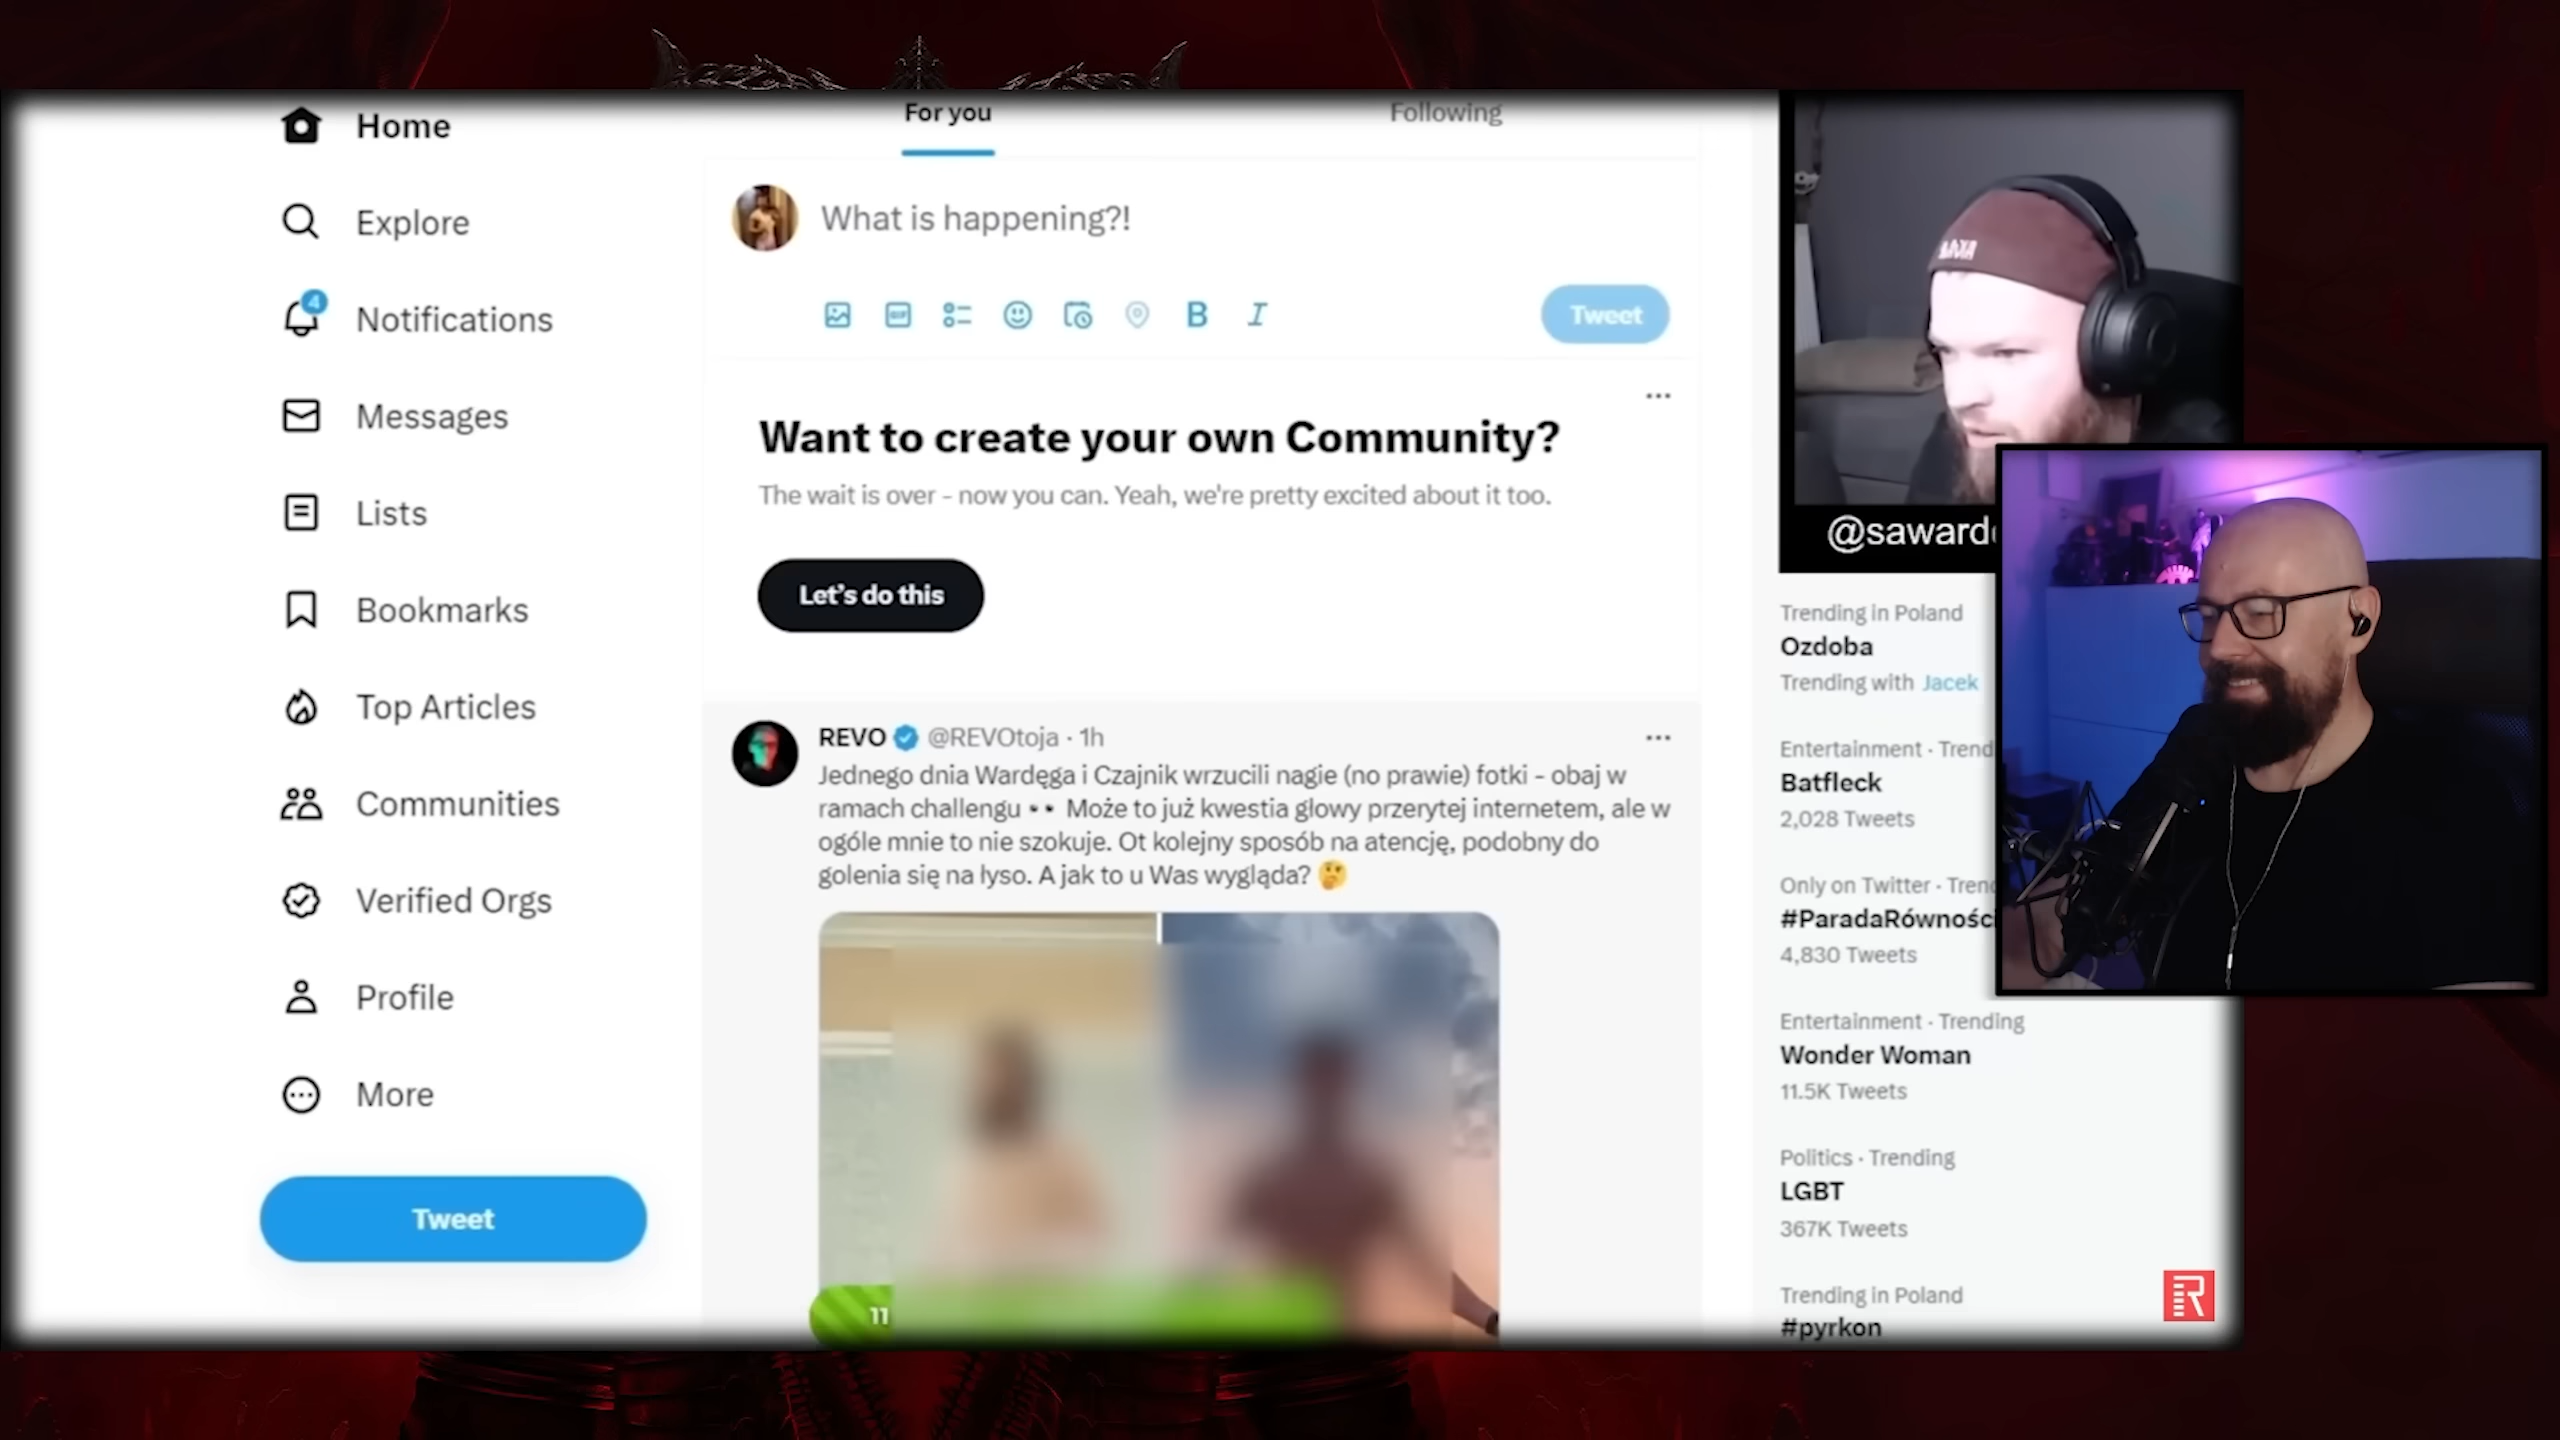 Home
Explore
4
Notifications
Messages
Lists
Bookmarks
Top Articles
Communities
Verified Orgs
Profile
More
Tweet
For you
Following
What is happening?!
GIF
B I
Tweet
Want to create your own Community?
The wait is over - now you can. Yeah, we're pretty excited about it too.
Let's do this
REVO @REVOtoja · 1h
Jednego dnia Wardęga i Czajnik wrzucili nagie (no prawie) fotki - obaj w
ramach challengu 👀 Może to już kwestia głowy przerytej internetem, ale w
ogóle mnie to nie szokuje. Ot kolejny sposób na atencję, podobny do
golenia się na łyso. A jak to u Was wygląda? 🤔
11
@saward
Trending in Poland
Ozdoba
Trending with Jacek
Entertainment · Trend
Batfleck
2,028 Tweets
Only on Twitter · Tren
#ParadaRównośc
4,830 Tweets
Entertainment · Trending
Wonder Woman
11.5K Tweets
Politics · Trending
LGBT
367K Tweets
Trending in Poland
#pyrkon
R